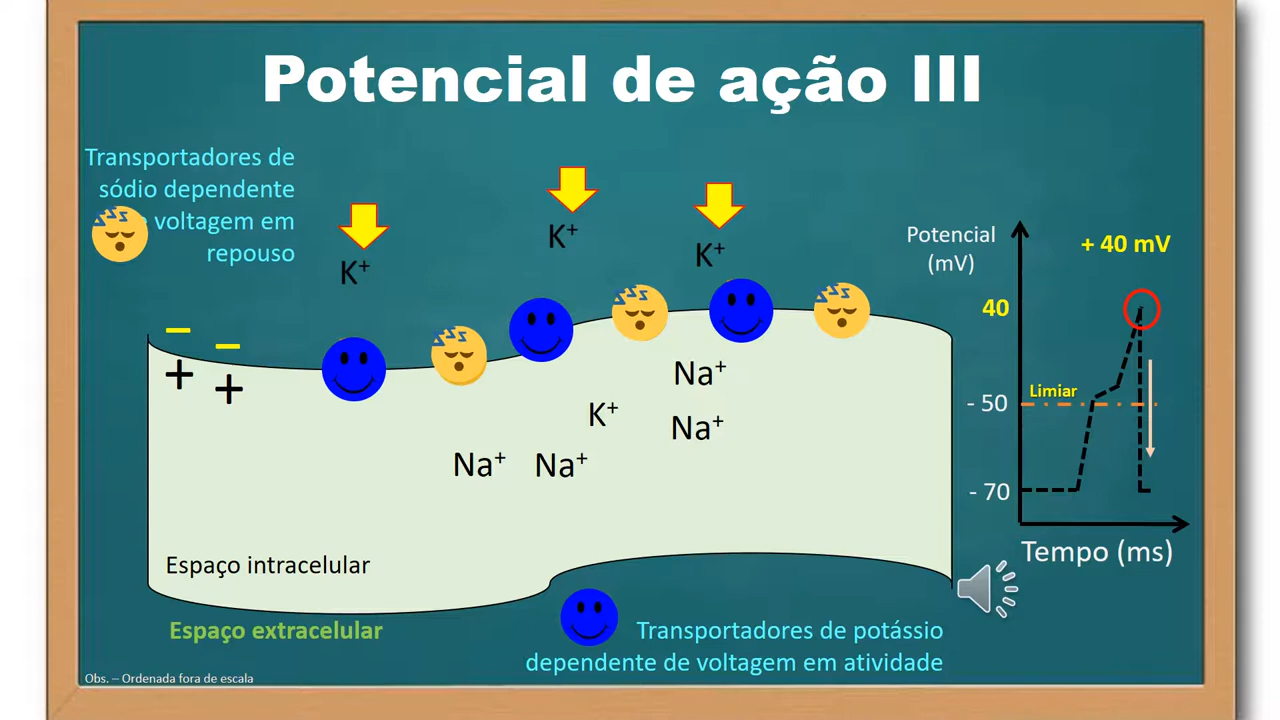 Potencial de ação III
Transportadores de
sódio dependente
voltagem em
repouso
K⁺
K⁺
K⁺
Potencial
(mV)
+ 40 mV
40
Limiar
- 50
- 70
Tempo (ms)
–
+
–
+
Na⁺
K⁺
Na⁺
Na⁺
Na⁺
Espaço intracelular
Espaço extracelular
Transportadores de potássio
dependente de voltagem em atividade
Obs. – Ordenada fora de escala